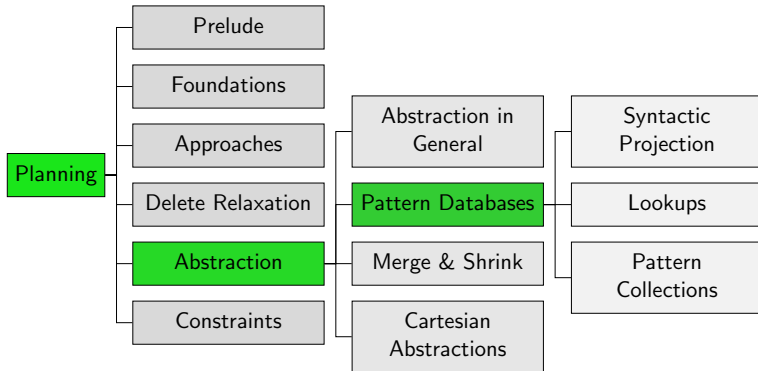 Planning
Prelude
Foundations
Approaches
Delete Relaxation
Abstraction
Constraints
Abstraction in
General
Pattern Databases
Merge & Shrink
Cartesian
Abstractions
Syntactic
Projection
Lookups
Pattern
Collections